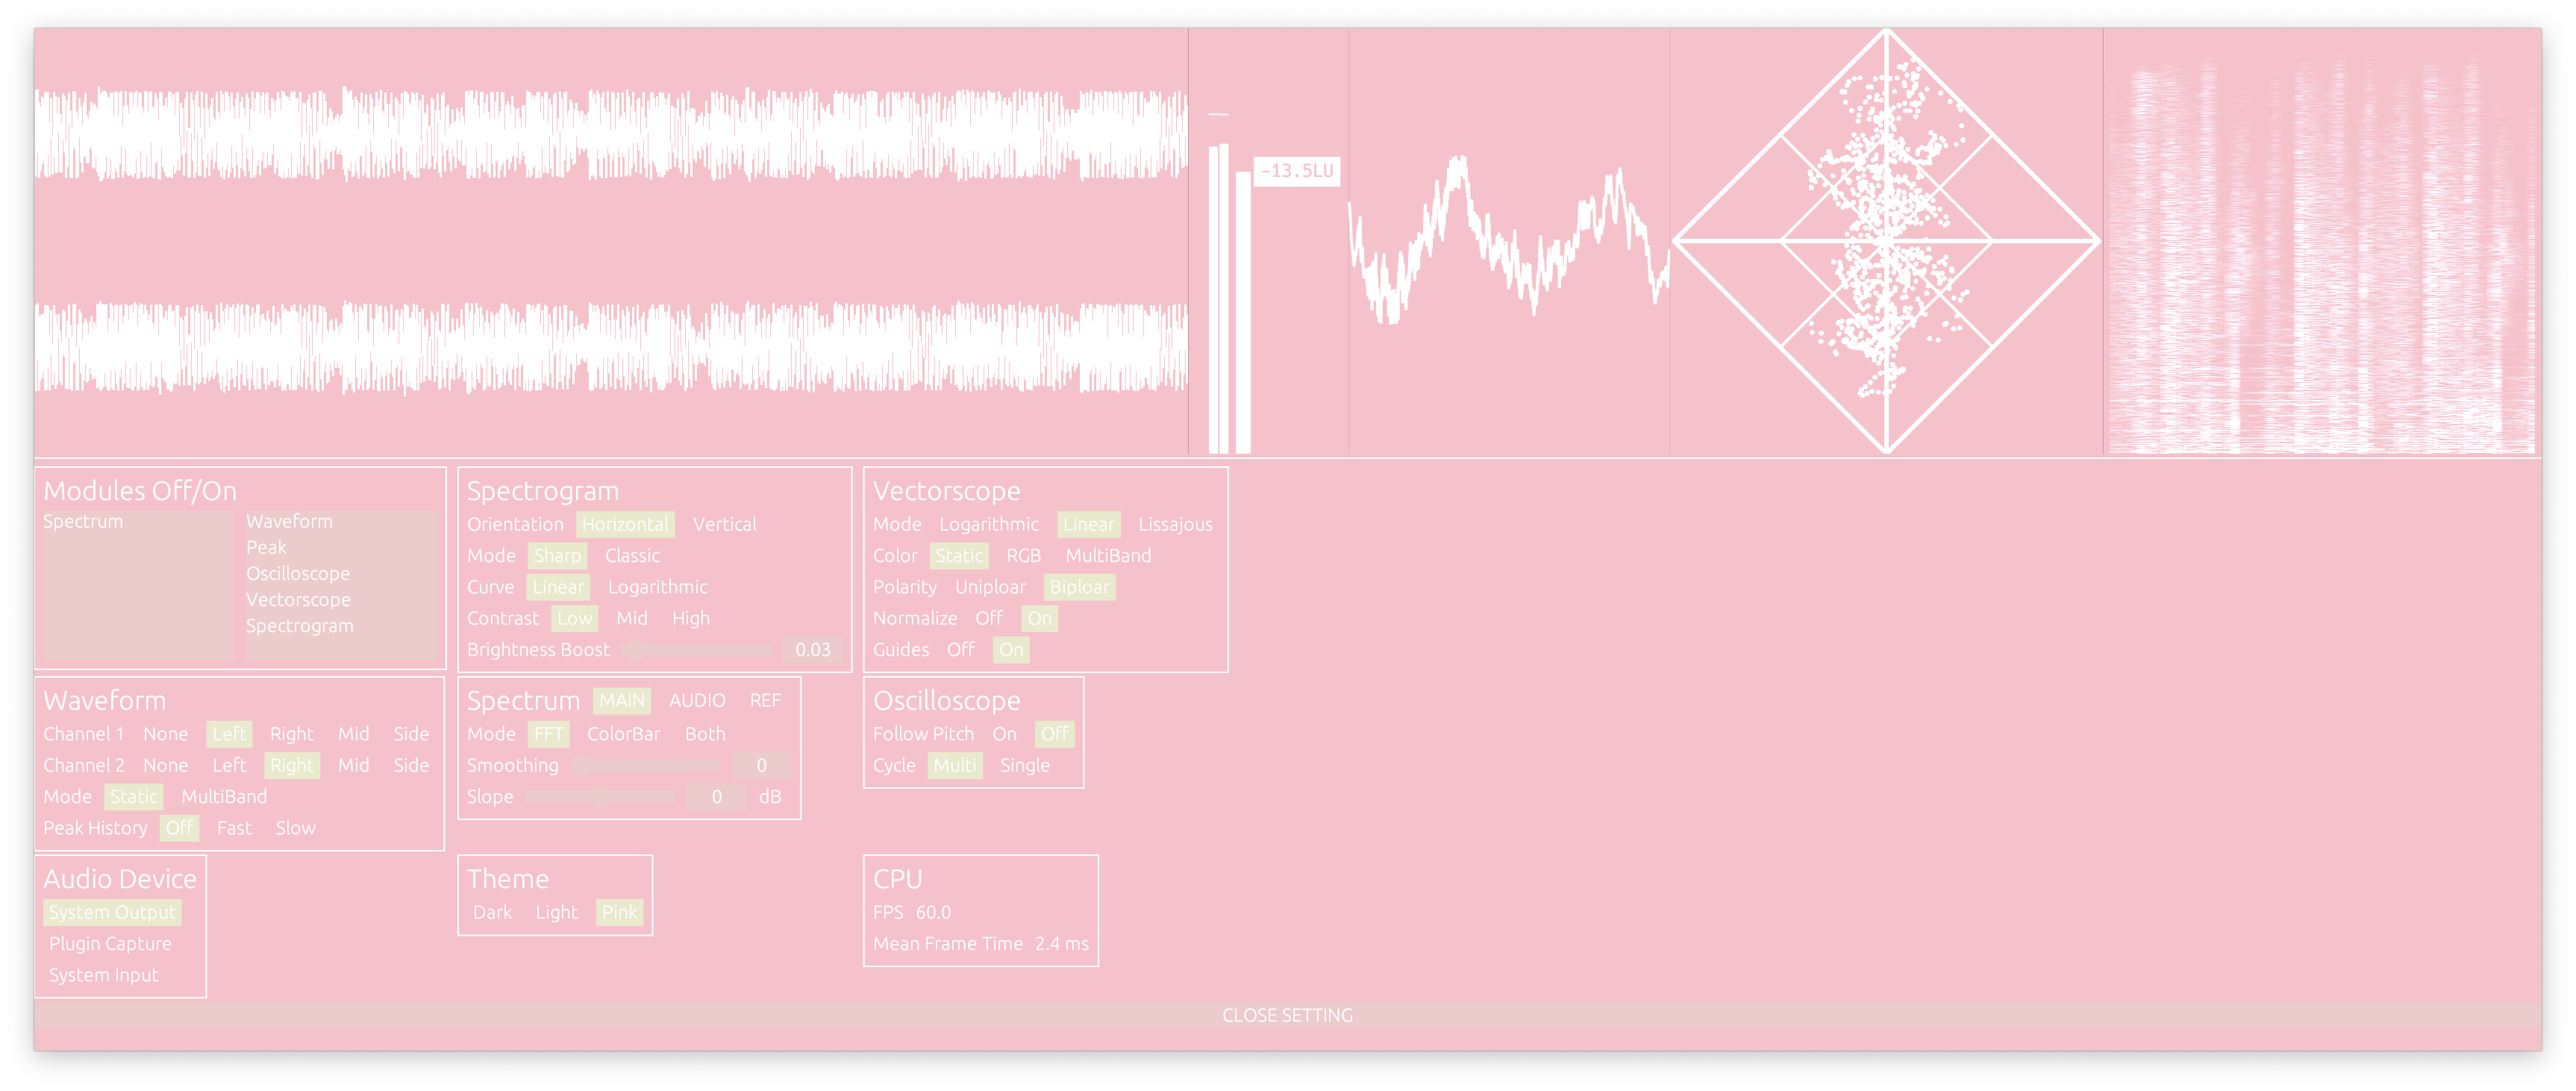 -13.5LU
Modules Off/On
Spectrum
Waveform
Peak
Oscilloscope
Vectorscope
Spectrogram
Spectrogram
Orientation Horizontal Vertical
Mode Sharp Classic
Curve Linear Logarithmic
Contrast Low Mid High
Brightness Boost 0.03
Vectorscope
Mode Logarithmic Linear Lissajous
Color Static RGB MultiBand
Polarity Uniploar Biploar
Normalize Off On
Guides Off On
Waveform
Channel 1 None Left Right Mid Side
Channel 2 None Left Right Mid Side
Mode Static MultiBand
Peak History Off Fast Slow
Spectrum MAIN AUDIO REF
Mode FFT ColorBar Both
Smoothing 0
Slope 0 dB
Oscilloscope
Follow Pitch On Off
Cycle Multi Single
Audio Device
System Output
Plugin Capture
System Input
Theme
Dark Light Pink
CPU
FPS 60.0
Mean Frame Time 2.4 ms
CLOSE SETTING